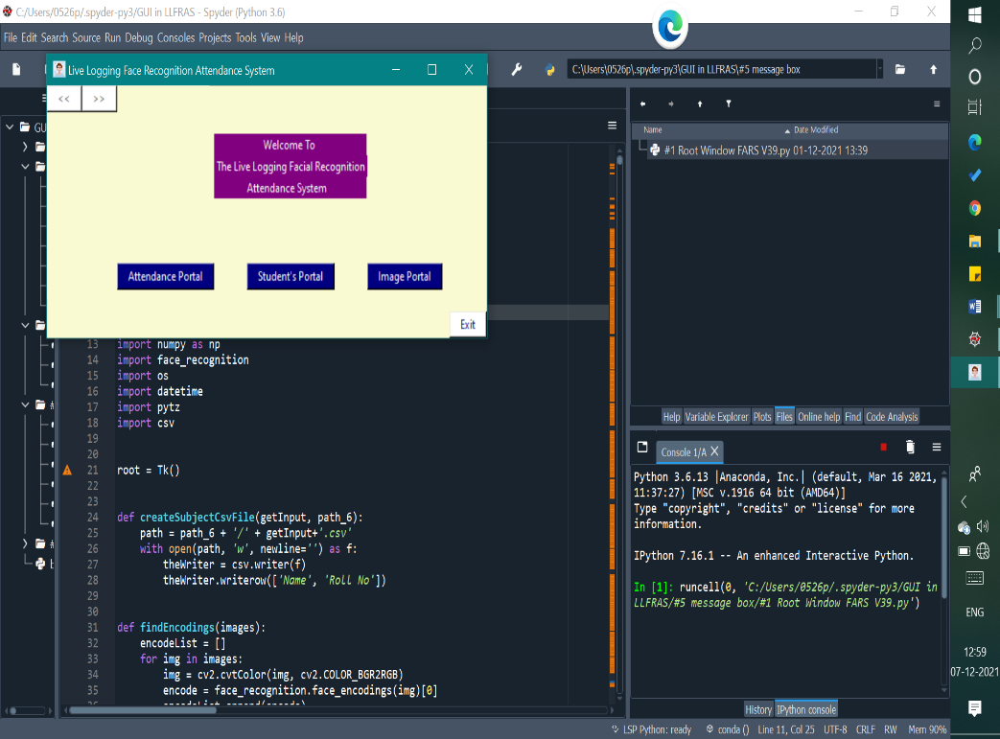 C:/Users/0526p/.spyder-py3/GUI in LLFRAS - Spyder (Python 3.6)
File Edit Search Source Run Debug Consoles Projects Tools View Help
Live Logging Face Recognition Attendance System
<< >>
Welcome To
The Live Logging Facial Recognition
Attendance System
Attendance Portal
Student's Portal
Image Portal
Exit
C:\Users\0526p\.spyder-py3\GUI in LLFRAS\#5 message box
GU
13 import numpy as np
14 import face_recognition
15 import os
16 import datetime
17 import pytz
18 import csv
19
20
21 root = Tk()
22
23
24 def createSubjectCsvFile(getInput, path_6):
25 path = path_6 + '/' + getInput+'.csv'
26 with open(path, 'w', newline='') as f:
27 theWriter = csv.writer(f)
28 theWriter.writerow(['Name', 'Roll No'])
29
30
31 def findEncodings(images):
32 encodeList = []
33 for img in images:
34 img = cv2.cvtColor(img, cv2.COLOR_BGR2RGB)
35 encode = face_recognition.face_encodings(img)[0]
Name Date Modified
#1 Root Window FARS V39.py 01-12-2021 13:39
Help Variable Explorer Plots Files Online help Find Code Analysis
Console 1/A X
Python 3.6.13 |Anaconda, Inc.| (default, Mar 16 2021,
11:37:27) [MSC v.1916 64 bit (AMD64)]
Type "copyright", "credits" or "license" for more
information.
IPython 7.16.1 -- An enhanced Interactive Python.
In [1]: runcell(0, 'C:/Users/0526p/.spyder-py3/GUI in
LLFRAS/#5 message box/#1 Root Window FARS V39.py')
History IPython console
LSP Python: ready conda () Line 11, Col 25 UTF-8 CRLF RW Mem 90%
ENG
12:59
07-12-2021